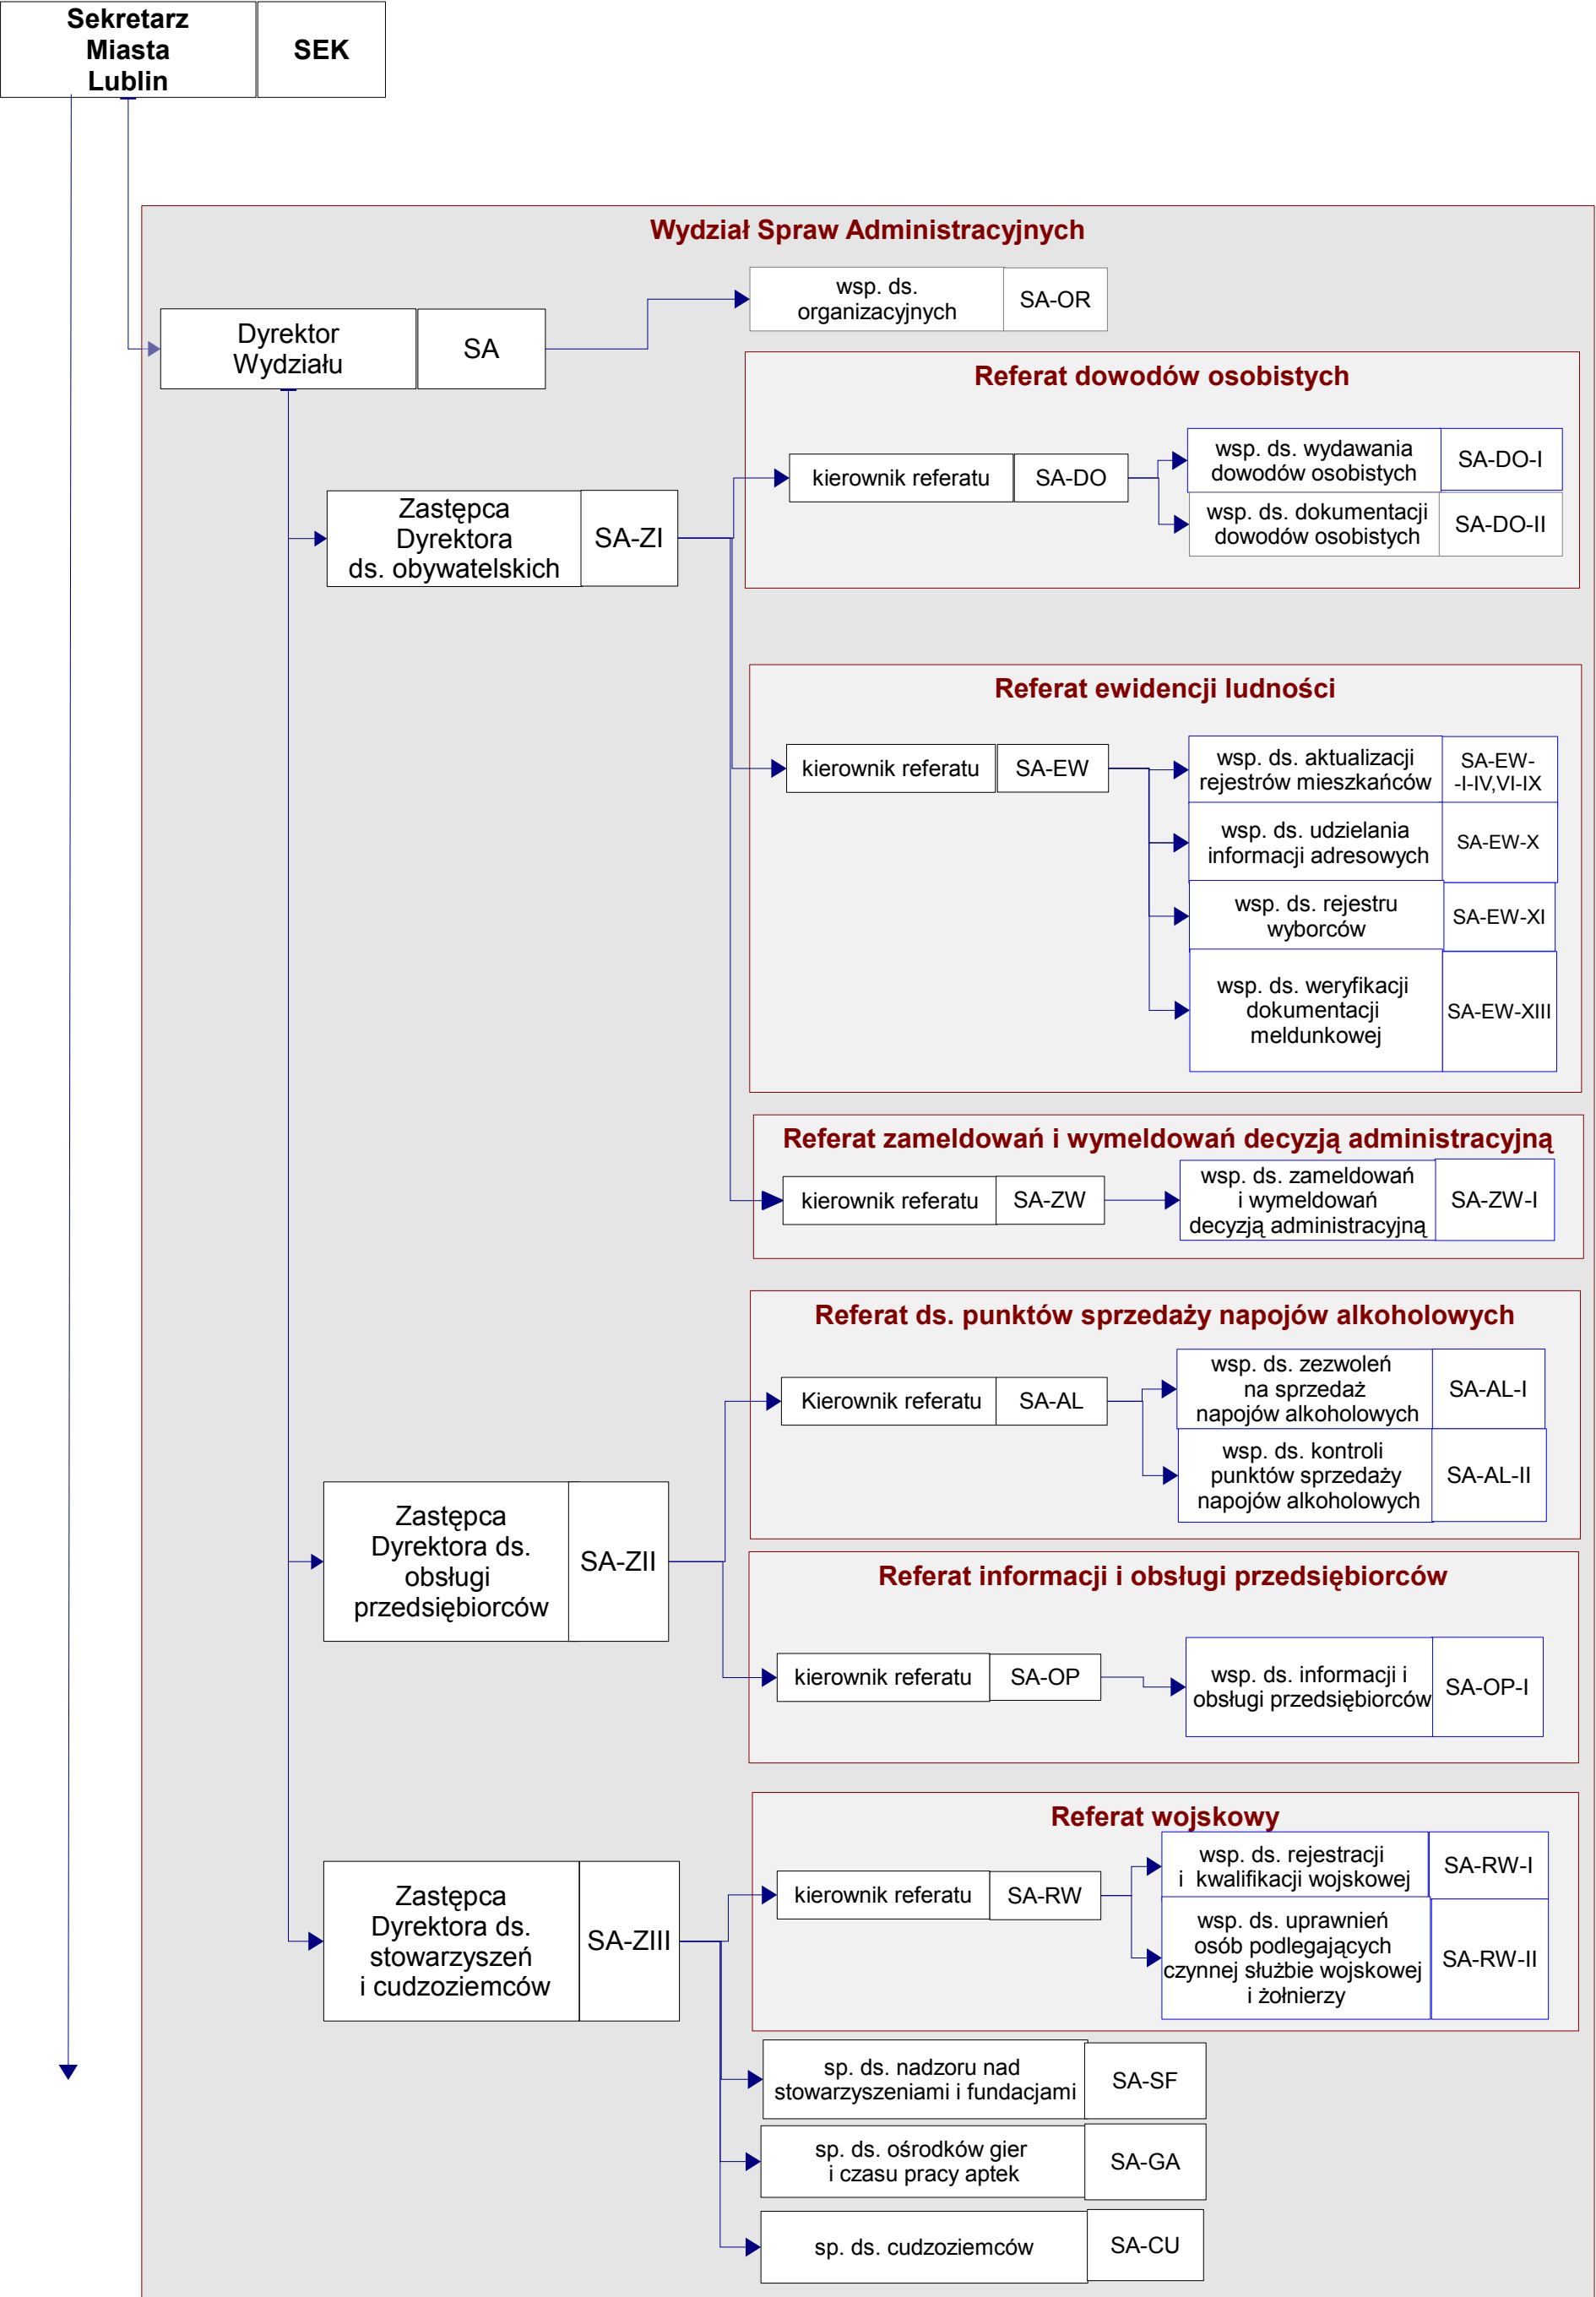 Sekretarz
Miasta
Lublin
SEK
Wydział Spraw Administracyjnych
wsp. ds.
organizacyjnych
SA-OR
Dyrektor
Wydziału
SA
Referat dowodów osobistych
kierownik referatu
SA-DO
wsp. ds. wydawania
dowodów osobistych
SA-DO-I
wsp. ds. dokumentacji
dowodów osobistych
SA-DO-II
Zastępca
Dyrektora
ds. obywatelskich
SA-ZI
Referat ewidencji ludności
kierownik referatu
SA-EW
wsp. ds. aktualizacji
rejestrów mieszkańców
SA-EW-
-I-IV,VI-IX
wsp. ds. udzielania
informacji adresowych
SA-EW-X
wsp. ds. rejestru
wyborców
SA-EW-XI
wsp. ds. weryfikacji
dokumentacji
meldunkowej
SA-EW-XIII
Referat zameldowań i wymeldowań decyzją administracyjną
kierownik referatu
SA-ZW
wsp. ds. zameldowań
i wymeldowań
decyzją administracyjną
SA-ZW-I
Referat ds. punktów sprzedaży napojów alkoholowych
Kierownik referatu
SA-AL
wsp. ds. zezwoleń
na sprzedaż
napojów alkoholowych
SA-AL-I
wsp. ds. kontroli
punktów sprzedaży
napojów alkoholowych
SA-AL-II
Zastępca
Dyrektora ds.
obsługi
przedsiębiorców
SA-ZII
Referat informacji i obsługi przedsiębiorców
kierownik referatu
SA-OP
wsp. ds. informacji i
obsługi przedsiębiorców
SA-OP-I
Referat wojskowy
kierownik referatu
SA-RW
wsp. ds. rejestracji
i kwalifikacji wojskowej
SA-RW-I
wsp. ds. uprawnień
osób podlegających
czynnej służbie wojskowej
i żołnierzy
SA-RW-II
Zastępca
Dyrektora ds.
stowarzyszeń
i cudzoziemców
SA-ZIII
sp. ds. nadzoru nad
stowarzyszeniami i fundacjami
SA-SF
sp. ds. ośrodków gier
i czasu pracy aptek
SA-GA
sp. ds. cudzoziemców
SA-CU